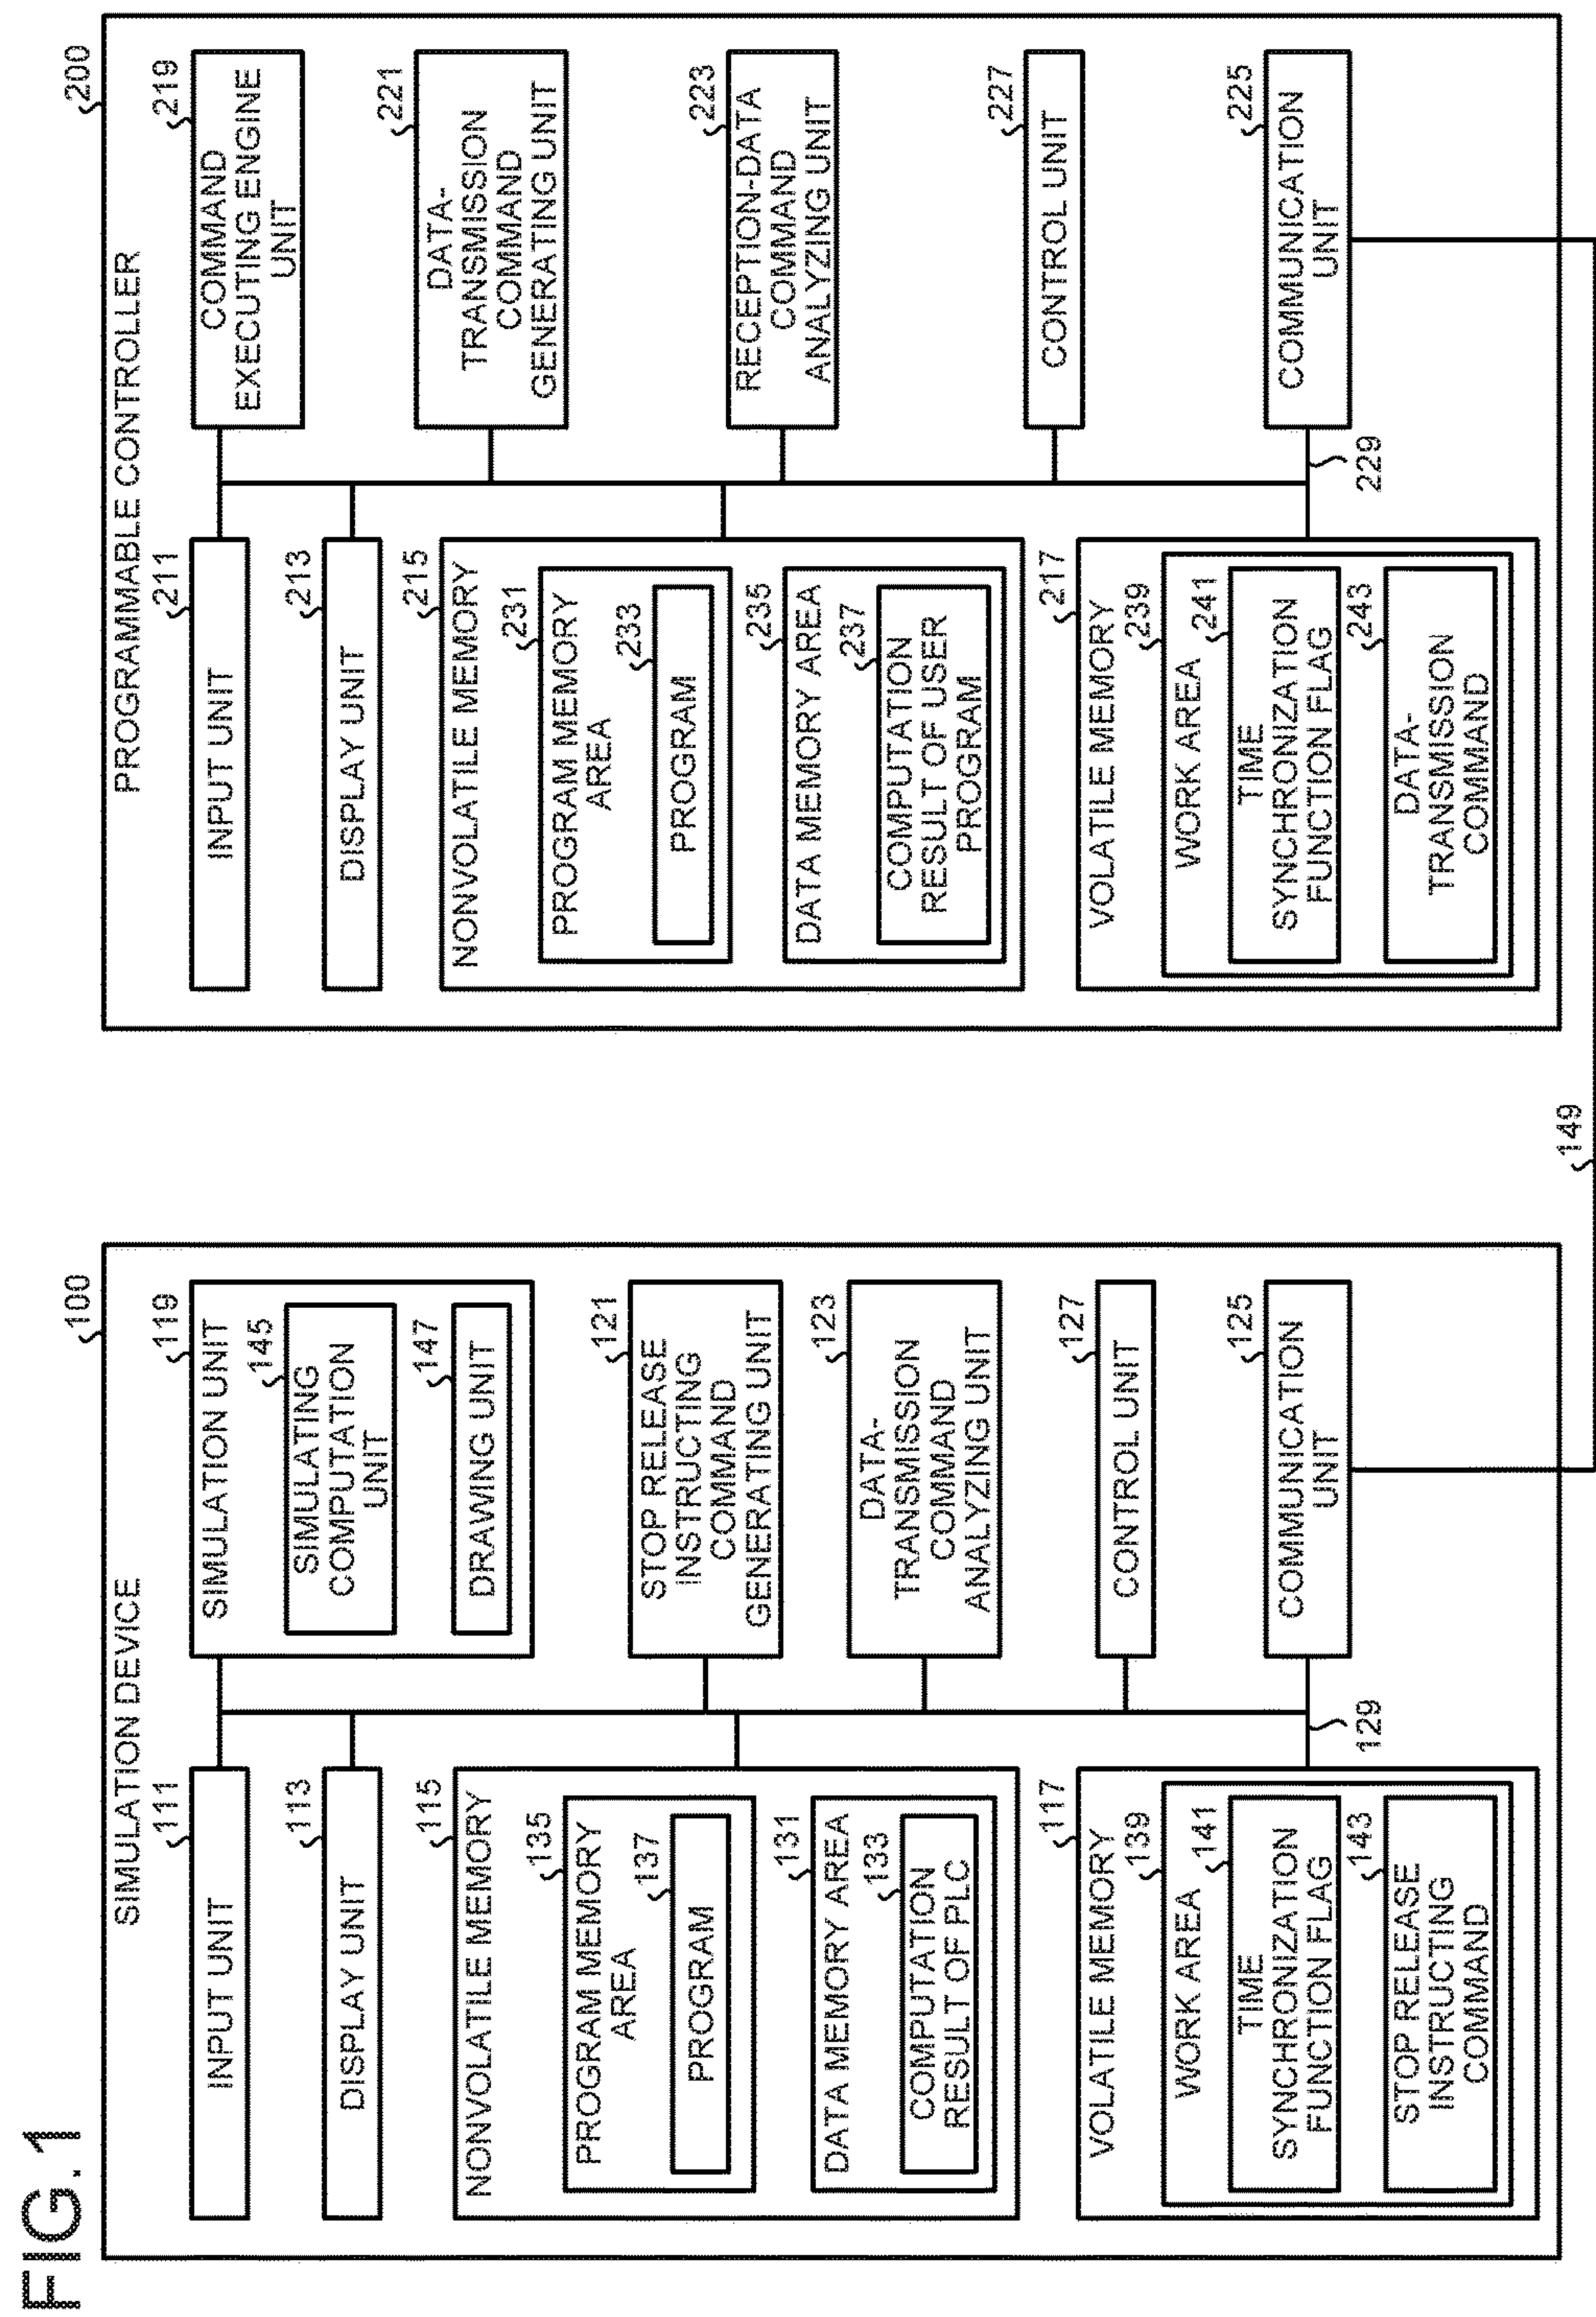 FIG.1
SIMULATION DEVICE
100
111
INPUT UNIT
113
DISPLAY UNIT
115
NONVOLATILE MEMORY
135
PROGRAM MEMORY
AREA
137
PROGRAM
131
DATA MEMORY AREA
133
COMPUTATION
RESULT OF PLC
117
VOLATILE MEMORY
139
WORK AREA
141
TIME
SYNCHRONIZATION
FUNCTION FLAG
143
STOP RELEASE
INSTRUCTING
COMMAND
119
SIMULATION UNIT
145
SIMULATING
COMPUTATION
UNIT
147
DRAWING UNIT
121
STOP RELEASE
INSTRUCTING
COMMAND
GENERATING UNIT
123
DATA-
TRANSMISSION
COMMAND
ANALYZING UNIT
127
CONTROL UNIT
125
COMMUNICATION
UNIT
129
149
PROGRAMMABLE CONTROLLER
200
211
INPUT UNIT
213
DISPLAY UNIT
215
NONVOLATILE MEMORY
231
PROGRAM MEMORY
AREA
233
PROGRAM
235
DATA MEMORY AREA
237
COMPUTATION
RESULT OF USER
PROGRAM
217
VOLATILE MEMORY
239
WORK AREA
241
TIME
SYNCHRONIZATION
FUNCTION FLAG
243
DATA-
TRANSMISSION
COMMAND
219
COMMAND
EXECUTING ENGINE
UNIT
221
DATA-
TRANSMISSION
COMMAND
GENERATING UNIT
223
RECEPTION-DATA
COMMAND
ANALYZING UNIT
227
CONTROL UNIT
225
COMMUNICATION
UNIT
229